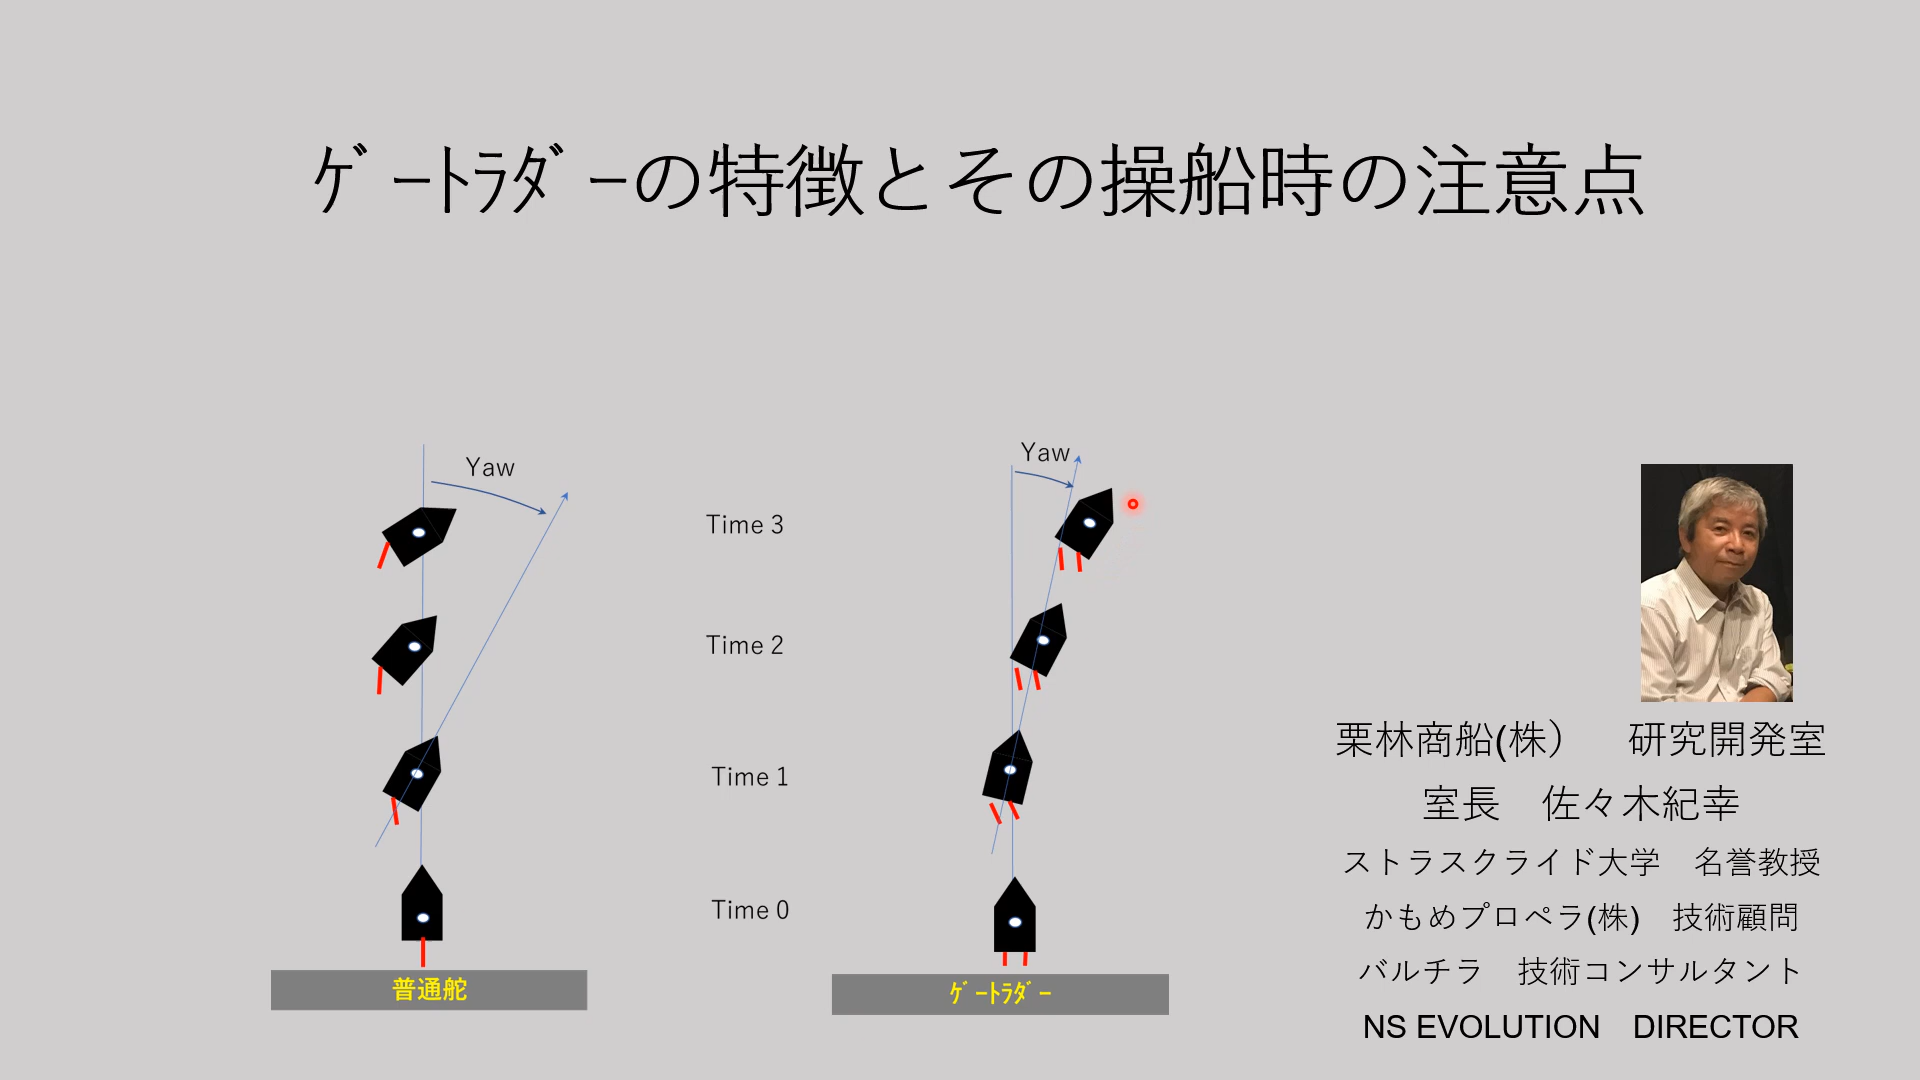 ｹﾞｰﾄﾗﾀﾞｰの特徴とその操船時の注意点
Yaw
Yaw
Time 3
Time 2
Time 1
Time 0
普通舵
ｹﾞｰﾄﾗﾀﾞｰ
栗林商船(株）　研究開発室
室長　佐々木紀幸
ストラスクライド大学　名誉教授
かもめプロペラ(株)　技術顧問
バルチラ　技術コンサルタント
NS EVOLUTION　DIRECTOR